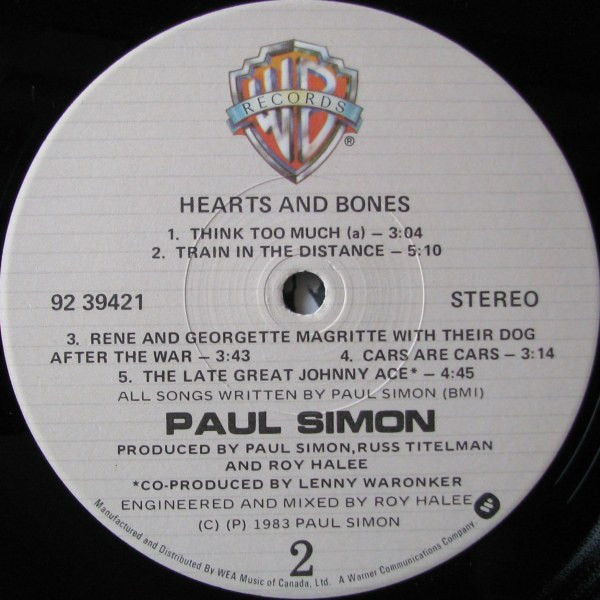 WB
RECORDS
®
HEARTS AND BONES
1. THINK TOO MUCH (a) – 3:04
2. TRAIN IN THE DISTANCE – 5:10
92 39421
STEREO
3. RENE AND GEORGETTE MAGRITTE WITH THEIR DOG
AFTER THE WAR – 3:43 4. CARS ARE CARS – 3:14
5. THE LATE GREAT JOHNNY ACE* – 4:45
ALL SONGS WRITTEN BY PAUL SIMON (BMI)
PAUL SIMON
PRODUCED BY PAUL SIMON, RUSS TITELMAN
AND ROY HALEE
*CO-PRODUCED BY LENNY WARONKER
ENGINEERED AND MIXED BY ROY HALEE
(C) (P) 1983 PAUL SIMON
2
Manufactured and Distributed By WEA Music of Canada, Ltd. A Warner Communications Company.